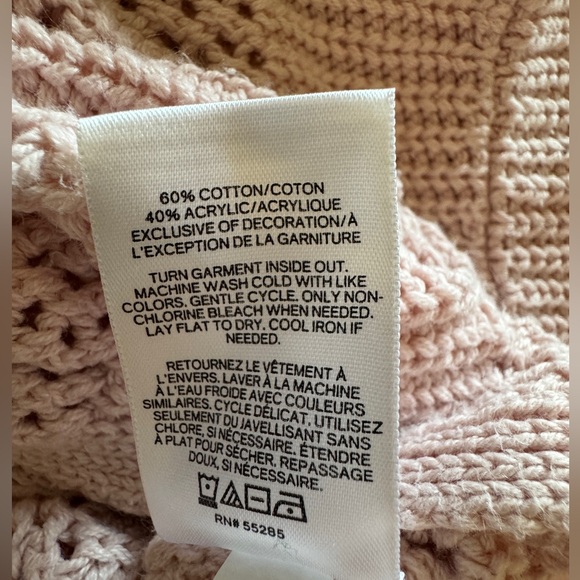 60% COTTON/COTON
40% ACRYLIC/ACRYLIQUE
EXCLUSIVE OF DECORATION/À
L'EXCEPTION DE LA GARNITURE
TURN GARMENT INSIDE OUT.
MACHINE WASH COLD WITH LIKE
COLORS. GENTLE CYCLE. ONLY NON-
CHLORINE BLEACH WHEN NEEDED.
LAY FLAT TO DRY. COOL IRON IF
NEEDED.
RETOURNEZ LE VÊTEMENT À
L'ENVERS. LAVER À LA MACHINE
À L'EAU FROIDE AVEC COULEURS
SIMILAIRES. CYCLE DÉLICAT. UTILISEZ
SEULEMENT DU JAVELLISANT SANS
CHLORE, SI NÉCESSAIRE. ÉTENDRE
À PLAT POUR SÉCHER. REPASSAGE
DOUX, SI NÉCESSAIRE.
RN# 55285